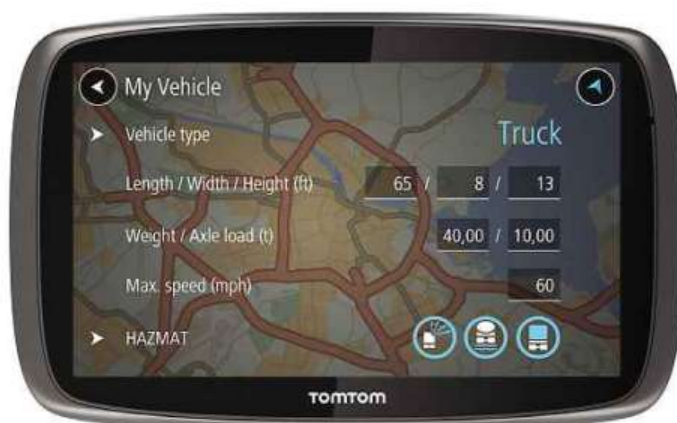 My Vehicle
Vehicle type Truck
Length / Width / Height (ft) 65 / 8 / 13
Weight / Axle load (t) 40,00 / 10,00
Max. speed (mph) 60
HAZMAT
TOMTOM